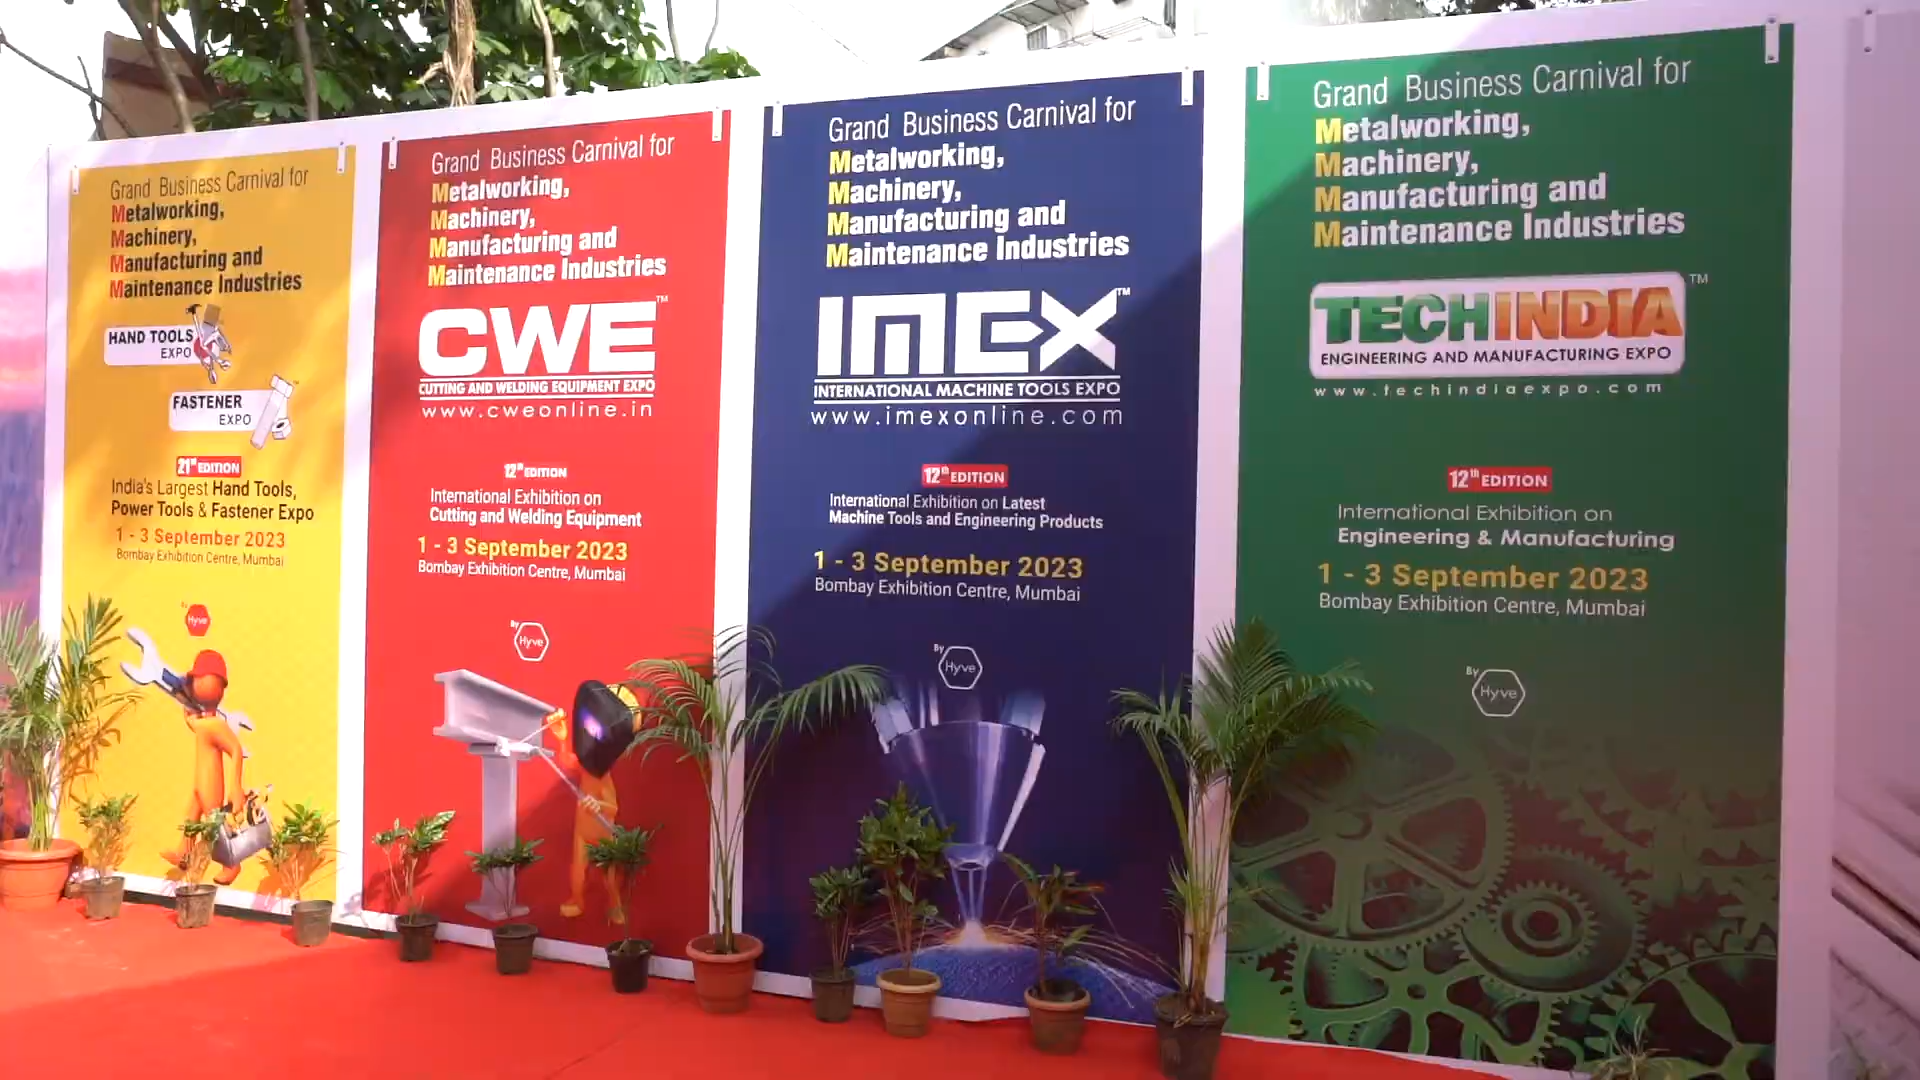 Grand Business Carnival for
Metalworking,
Machinery,
Manufacturing and
Maintenance Industries
HAND TOOLS
EXPO
FASTENER
EXPO
21st EDITION
India's Largest Hand Tools,
Power Tools & Fastener Expo
1 - 3 September 2023
Bombay Exhibition Centre, Mumbai
By
Hyve
Grand Business Carnival for
Metalworking,
Machinery,
Manufacturing and
Maintenance Industries
CWE™
CUTTING AND WELDING EQUIPMENT EXPO
www.cweonline.in
12th EDITION
International Exhibition on
Cutting and Welding Equipment
1 - 3 September 2023
Bombay Exhibition Centre, Mumbai
By
Hyve
Grand Business Carnival for
Metalworking,
Machinery,
Manufacturing and
Maintenance Industries
IMEX™
INTERNATIONAL MACHINE TOOLS EXPO
www.imexonline.com
12th EDITION
International Exhibition on Latest
Machine Tools and Engineering Products
1 - 3 September 2023
Bombay Exhibition Centre, Mumbai
By
Hyve
Grand Business Carnival for
Metalworking,
Machinery,
Manufacturing and
Maintenance Industries
TECHINDIA™
ENGINEERING AND MANUFACTURING EXPO
www.techindiaexpo.com
12th EDITION
International Exhibition on
Engineering & Manufacturing
1 - 3 September 2023
Bombay Exhibition Centre, Mumbai
By
Hyve